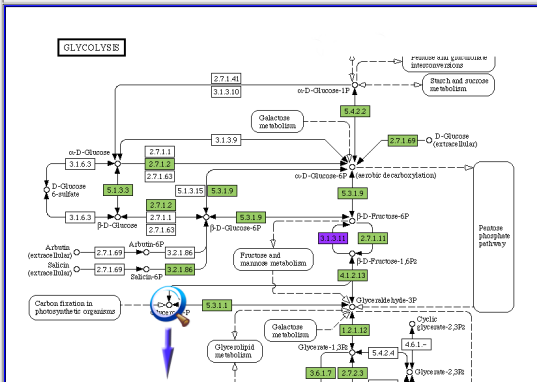 GLYCOLYSIS
interconversions
Starch and sucrose
metabolism
2.7.1.41
3.1.3.10
α-D-Glucose-1P
5.4.2.2
Galactose
metabolism
3.1.3.9
2.7.1.69
D-Glucose
(extracellular)
α-D-Glucose
3.1.6.3
2.7.1.1
2.7.1.2
2.7.1.63
α-D-Glucose-6P
(aerobic decarboxylation)
D-Glucose
6-sulfate
5.1.3.3
5.3.1.15
5.3.1.9
5.3.1.9
3.1.6.3
2.7.1.2
2.7.1.1
2.7.1.63
β-D-Glucose
β-D-Glucose-6P
5.3.1.9
β-D-Fructose-6P
Pentose
phosphate
pathway
3.1.3.11
2.7.1.11
Arbutin
(extracellular)
2.7.1.69
Arbutin-6P
3.2.1.86
Salicin
(extracellular)
2.7.1.69
Salicin-6P
3.2.1.86
Fructose and
mannose metabolism
β-D-Fructose-1,6P2
4.1.2.13
Carbon fixation in
photosynthetic organisms
5.3.1.1
Glyceraldehyde-3P
Galactose
metabolism
1.2.1.12
Cyclic
glycerate-2,3P2
Glycerolipid
metabolism
Glycerate-1,3P2
5.4.2.4
4.6.1.-
3.6.1.7
2.7.2.3
Glycerate-2,3P2